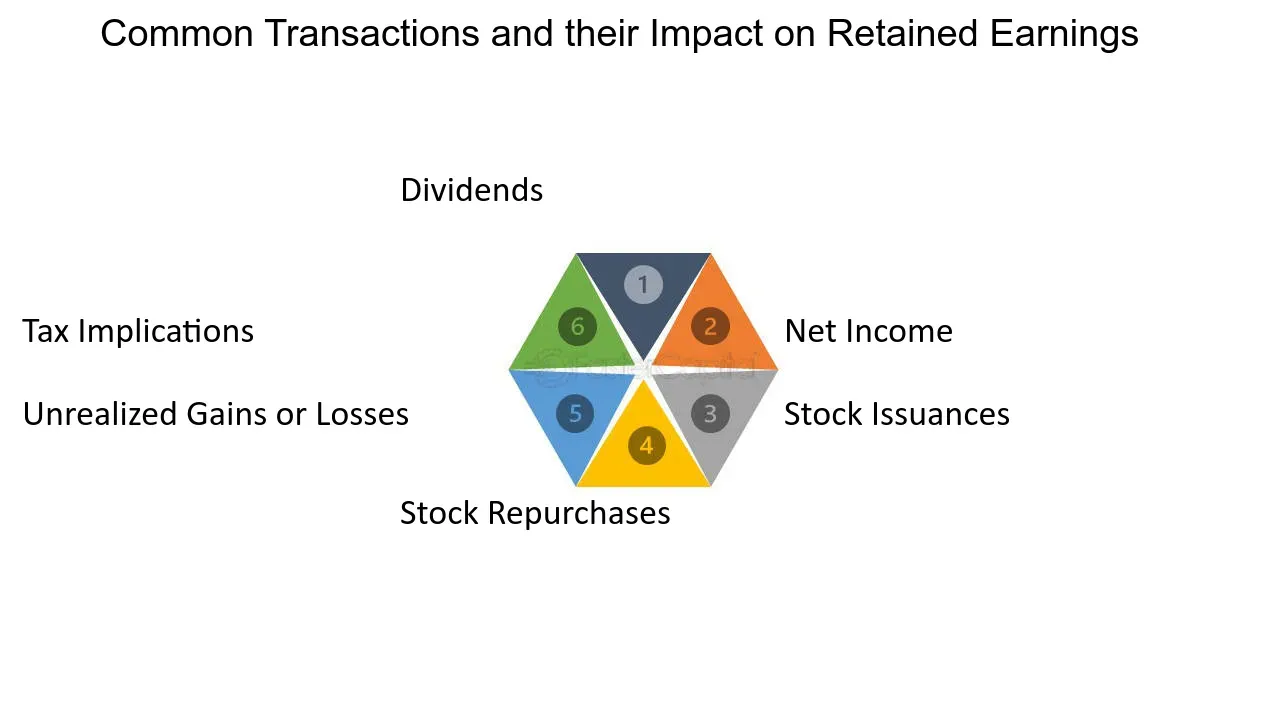 Common Transactions and their Impact on Retained Earnings
Dividends
1
6
2
Tax Implications
Net Income
FasterCapital
5
3
Unrealized Gains or Losses
Stock Issuances
4
Stock Repurchases